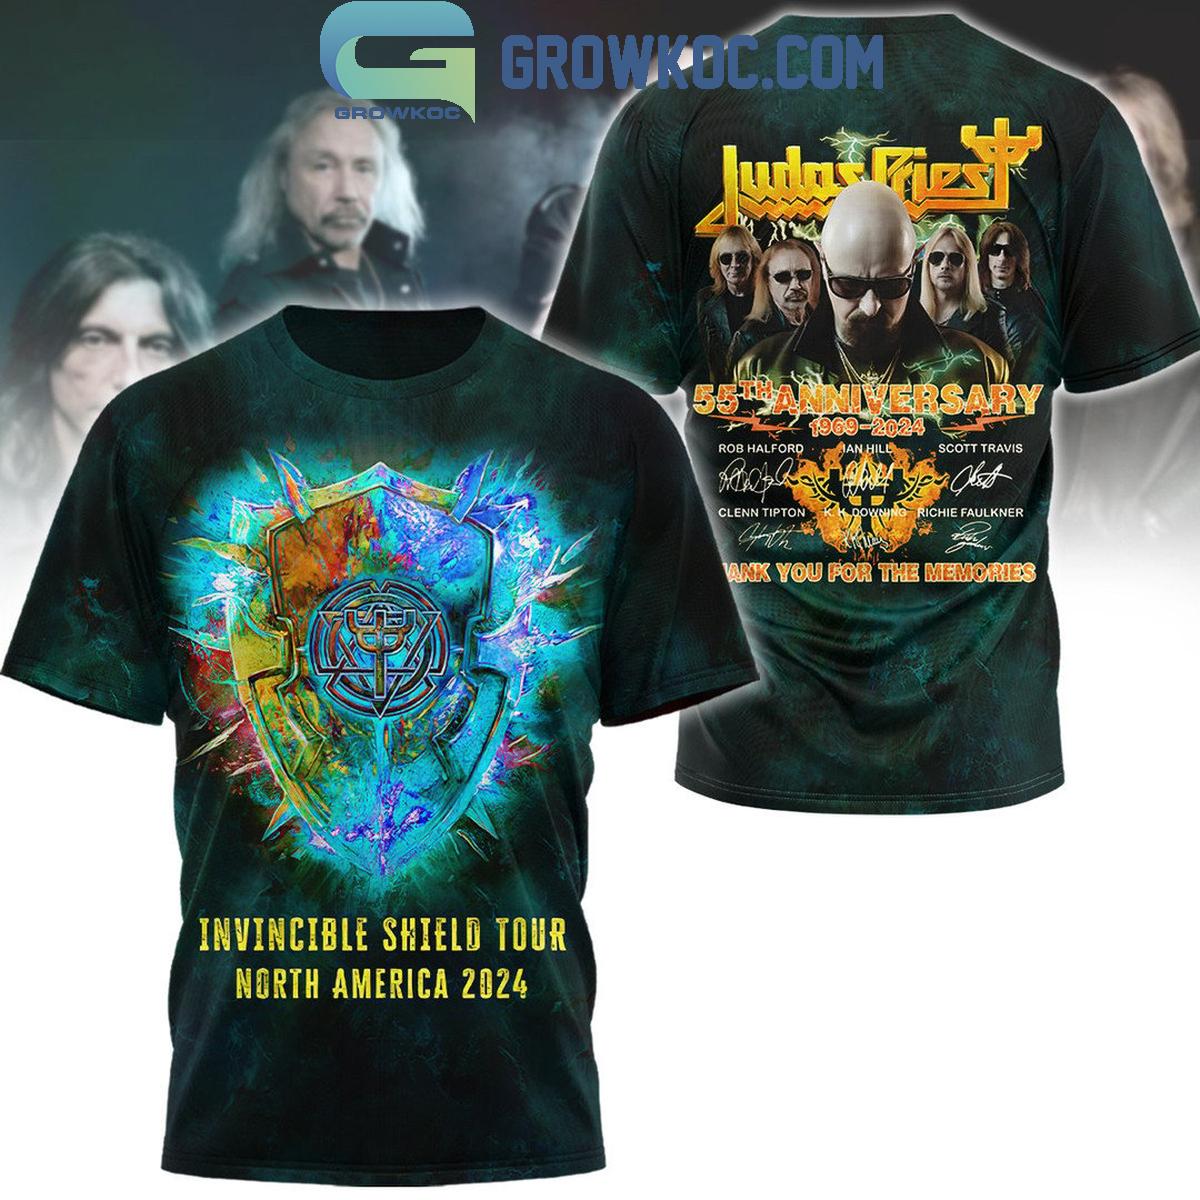 GROWKOC
GROWKOC.COM
Judas Priest
55TH ANNIVERSARY
1969-2024
ROB HALFORD IAN HILL SCOTT TRAVIS
CLENN TIPTON K.K. DOWNING RICHIE FAULKNER
ANK YOU FOR THE MEMORIES
INVINCIBLE SHIELD TOUR
NORTH AMERICA 2024